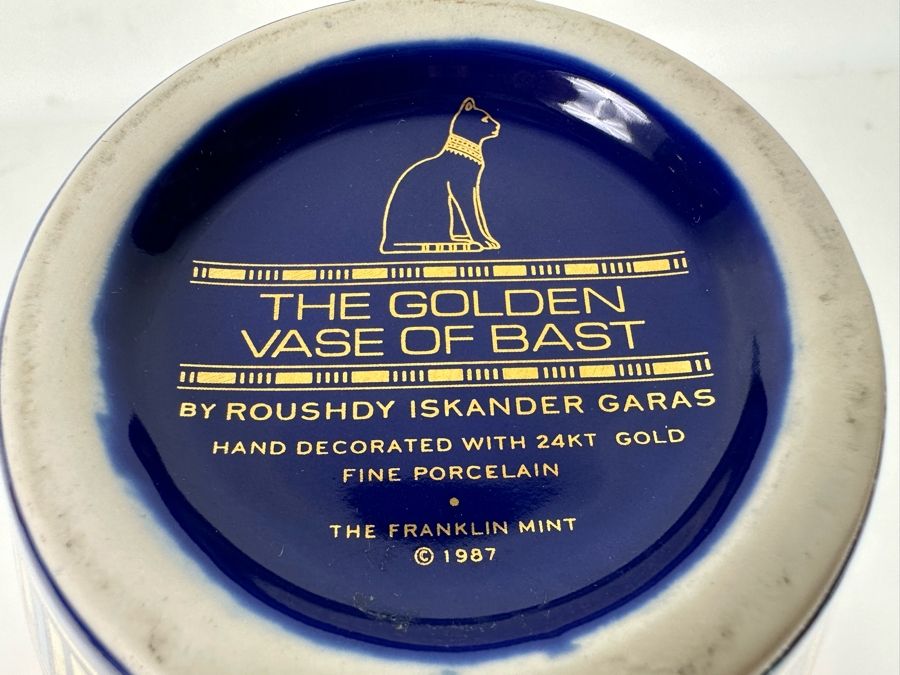 THE GOLDEN
VASE OF BAST
BY ROUSHDY ISKANDER GARAS
HAND DECORATED WITH 24KT GOLD
FINE PORCELAIN
THE FRANKLIN MINT
© 1987